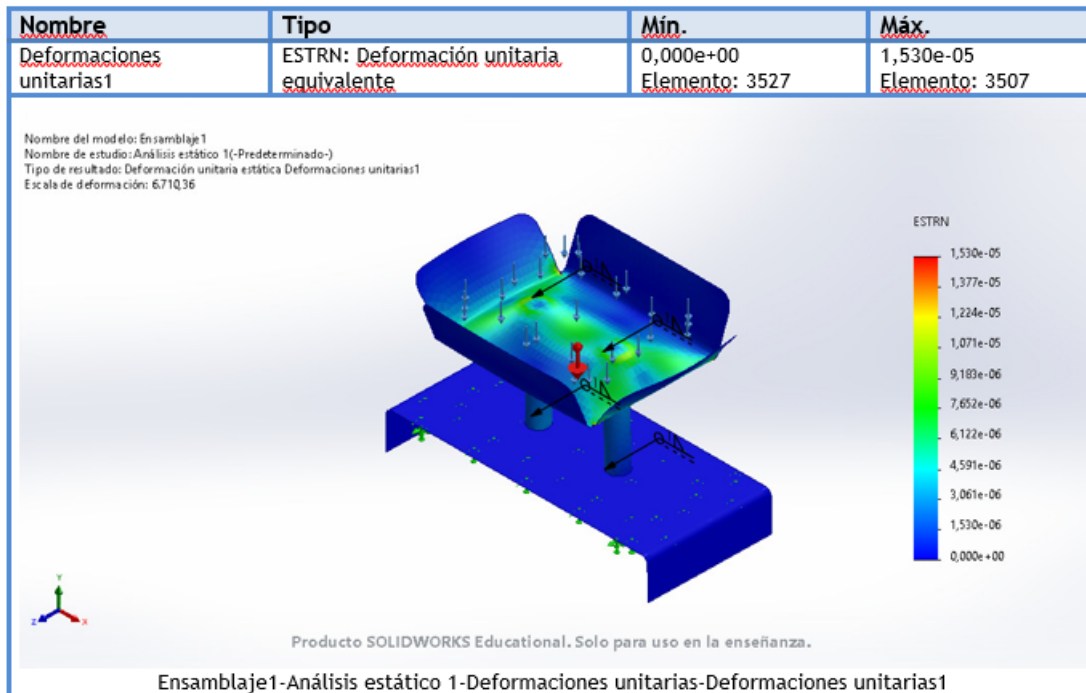 Nombre Tipo Mín. Máx.
Deformaciones unitarias1 ESTRN: Deformación unitaria equivalente 0,000e+00 Elemento: 3527 1,530e-05 Elemento: 3507
Nombre del modelo: Ensamblaje1
Nombre de estudio: Análisis estático 1(-Predeterminado-)
Tipo de resultado: Deformación unitaria estática Deformaciones unitarias1
Escala de deformación: 6.710,36
ESTRN
1,530e-05
1,377e-05
1,224e-05
1,071e-05
9,183e-06
7,652e-06
6,122e-06
4,591e-06
3,061e-06
1,530e-06
0,000e+00
Y
Z
X
Producto SOLIDWORKS Educational. Solo para uso en la enseñanza.
Ensamblaje1-Análisis estático 1-Deformaciones unitarias-Deformaciones unitarias1